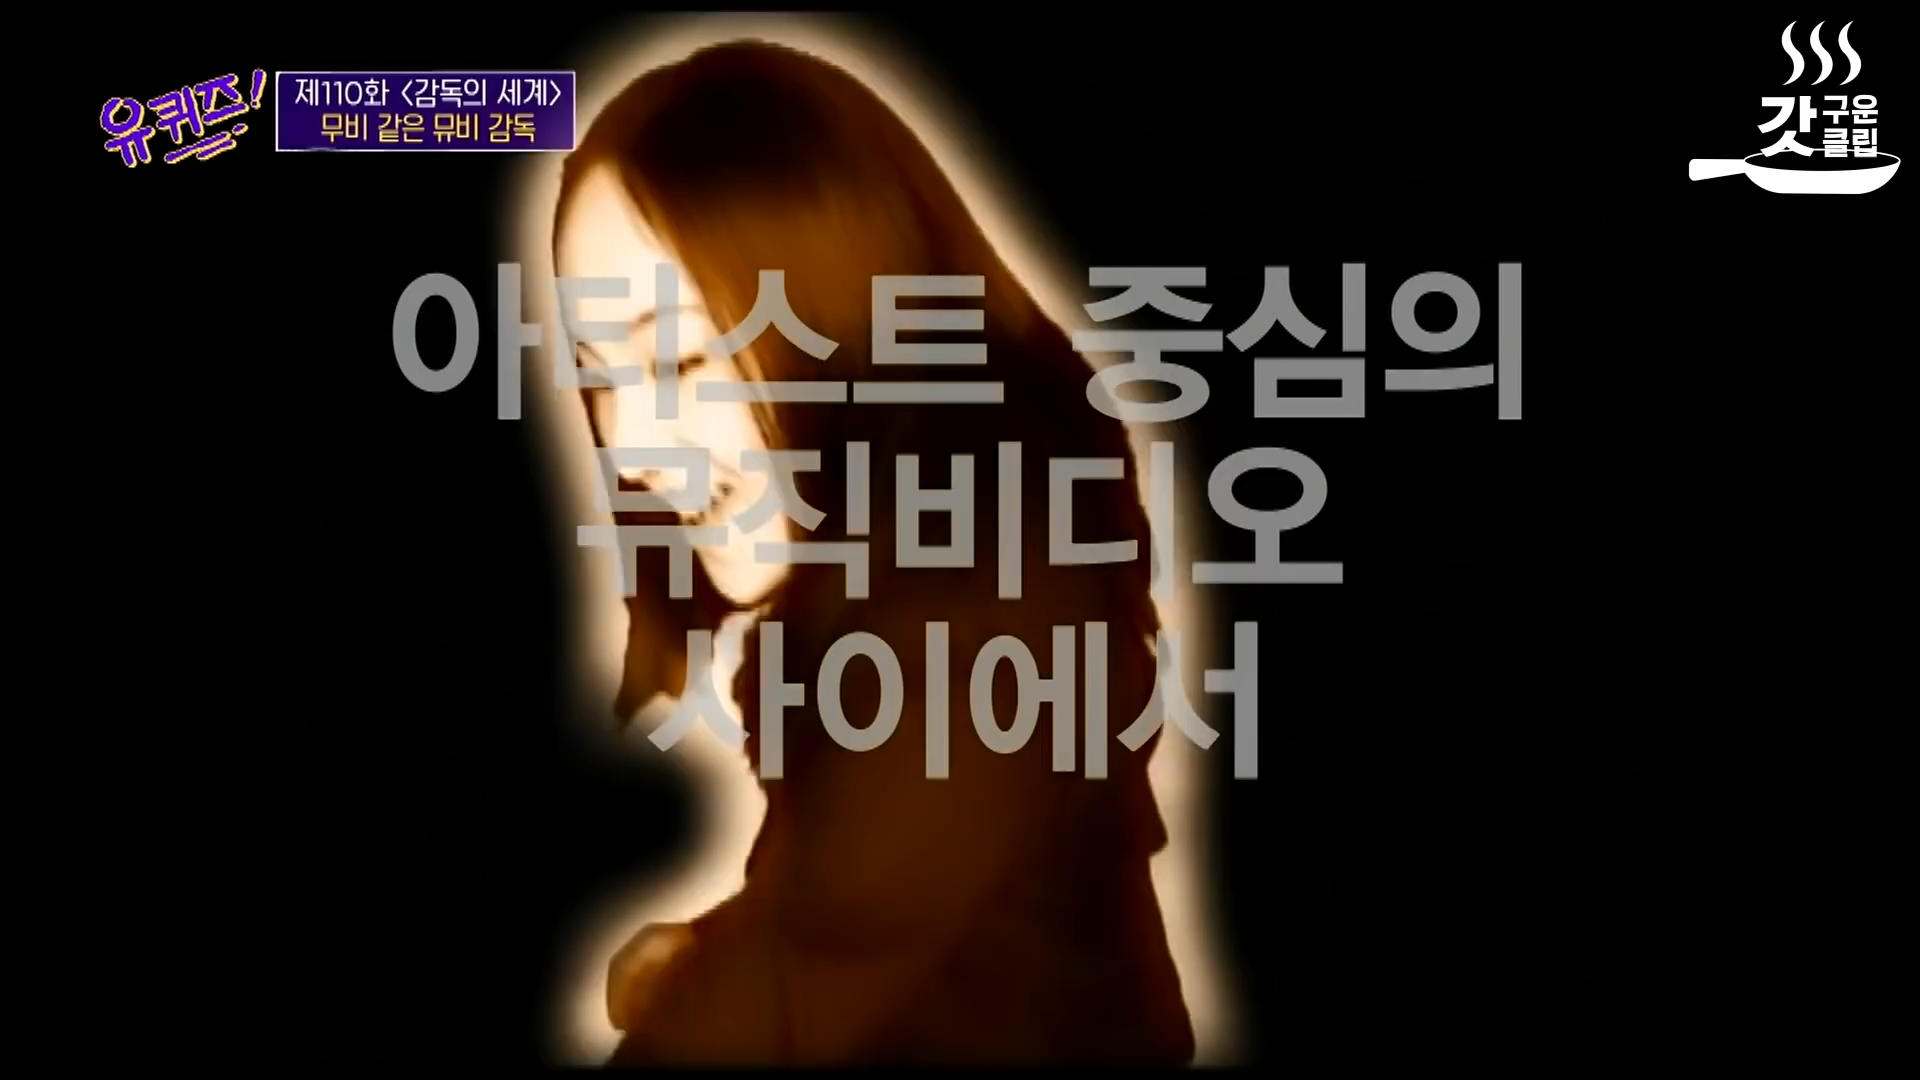 유퀴즈!
제110화 <감독의 세계>
무비 같은 뮤비 감독
갓구운
클립
아티스트 중심의
뮤직비디오
사이에서